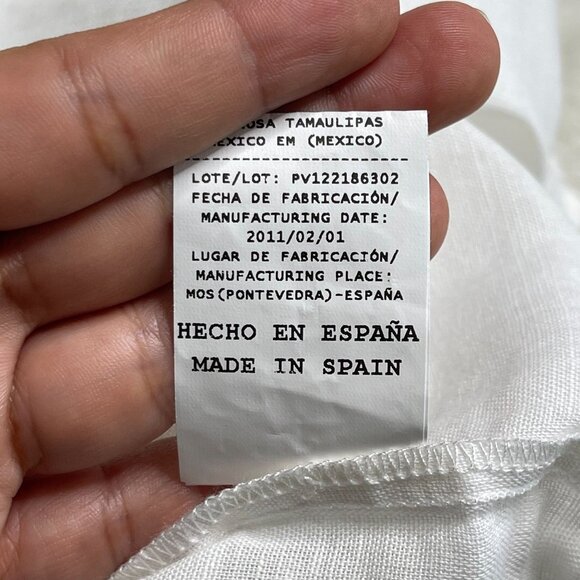 TAMAULIPAS
EM (MEXICO)
LOTE/LOT: PV122186302
FECHA DE FABRICACIÓN/
MANUFACTURING DATE:
2011/02/01
LUGAR DE FABRICACIÓN/
MANUFACTURING PLACE:
MOS(PONTEVEDRA)-ESPAÑA
HECHO EN ESPAÑA
MADE IN SPAIN